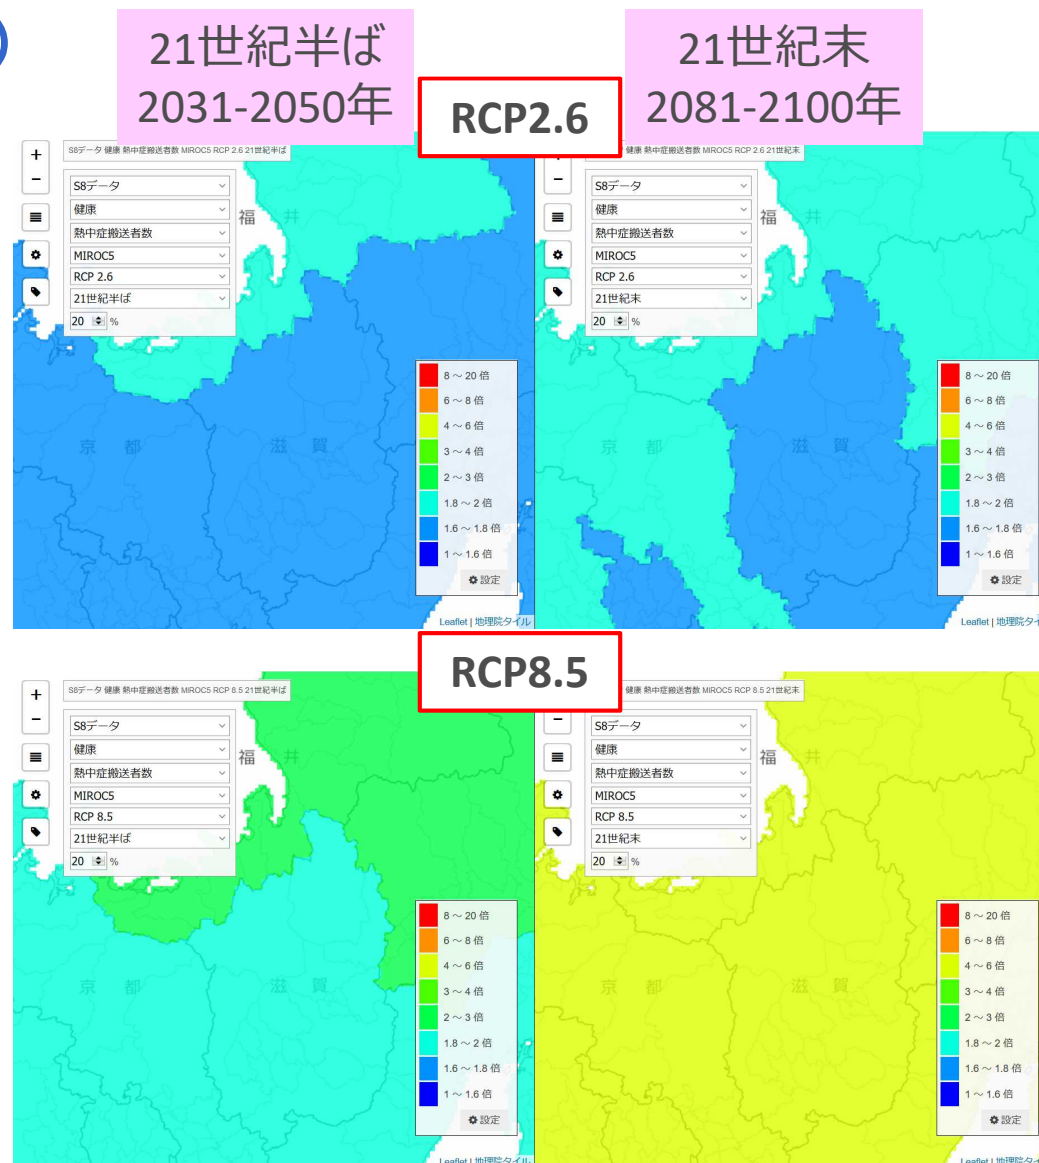 21世紀半ば
2031-2050年
21世紀末
2081-2100年
RCP2.6
S8データ 健康 熱中症搬送者数 MIROC5 RCP 2.6 21世紀半ば
+
−
S8データ
健康
熱中症搬送者数
MIROC5
RCP 2.6
21世紀半ば
20 %
福 井
京 都
滋 賀
8 ~ 20 倍
6 ~ 8 倍
4 ~ 6 倍
3 ~ 4 倍
2 ~ 3 倍
1.8 ~ 2 倍
1.6 ~ 1.8 倍
1 ~ 1.6 倍
設定
Leaflet | 地理院タイル
健康 熱中症搬送者数 MIROC5 RCP 2.6 21世紀末
−
S8データ
健康
熱中症搬送者数
MIROC5
RCP 2.6
21世紀末
20 %
福 井
京 都
滋 賀
8 ~ 20 倍
6 ~ 8 倍
4 ~ 6 倍
3 ~ 4 倍
2 ~ 3 倍
1.8 ~ 2 倍
1.6 ~ 1.8 倍
1 ~ 1.6 倍
設定
Leaflet | 地理院タイ
RCP8.5
S8データ 健康 熱中症搬送者数 MIROC5 RCP 8.5 21世紀半ば
+
−
S8データ
健康
熱中症搬送者数
MIROC5
RCP 8.5
21世紀半ば
20 %
福 井
京 都
滋 賀
8 ~ 20 倍
6 ~ 8 倍
4 ~ 6 倍
3 ~ 4 倍
2 ~ 3 倍
1.8 ~ 2 倍
1.6 ~ 1.8 倍
1 ~ 1.6 倍
設定
Leaflet | 地理院タイル
健康 熱中症搬送者数 MIROC5 RCP 8.5 21世紀末
−
S8データ
健康
熱中症搬送者数
MIROC5
RCP 8.5
21世紀末
20 %
福 井
京 都
滋 賀
8 ~ 20 倍
6 ~ 8 倍
4 ~ 6 倍
3 ~ 4 倍
2 ~ 3 倍
1.8 ~ 2 倍
1.6 ~ 1.8 倍
1 ~ 1.6 倍
設定
Leaflet | 地理院タイ